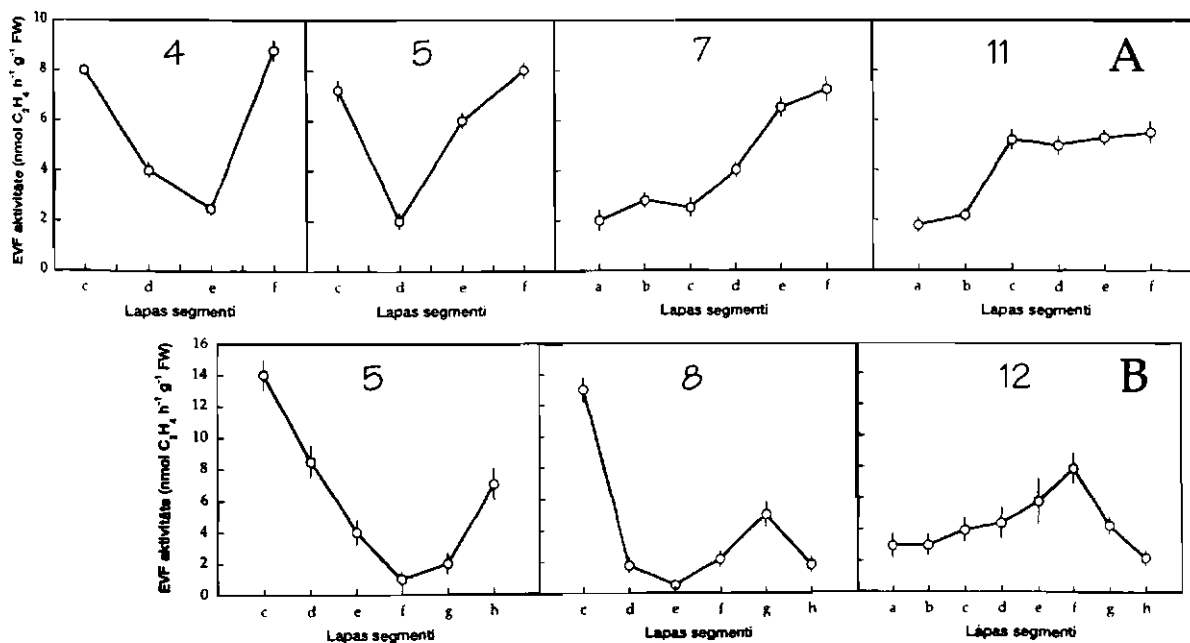 EVF aktivitāte (nmol C₂H₄ h⁻¹ g⁻¹ FW)
10
8
6
4
2
0
4
5
7
11
A
c d e f
c d e f
a b c d e f
a b c d e f
Lapas segmenti
Lapas segmenti
Lapas segmenti
Lapas segmenti
EVF aktivitāte (nmol C₂H₄ h⁻¹ g⁻¹ FW)
16
14
12
10
8
6
4
2
0
5
8
12
B
c d e f g h
c d e f g h
a b c d e f g h
Lapas segmenti
Lapas segmenti
Lapas segmenti